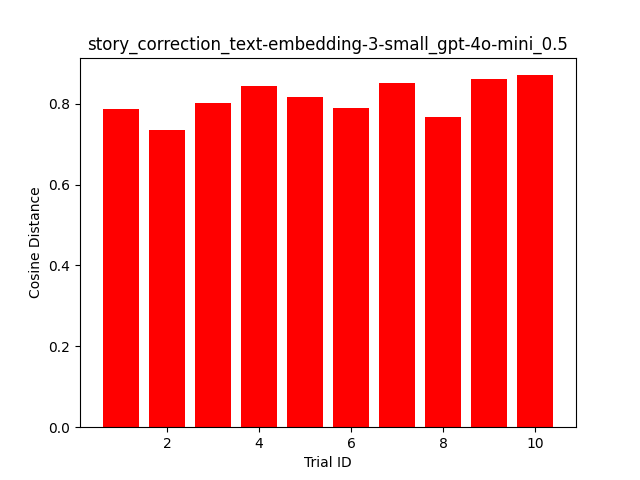 story_correction_text-embedding-3-small_gpt-4o-mini_0.5
Cosine Distance
0.8
0.6
0.4
0.2
0.0
2 4 6 8 10
Trial ID